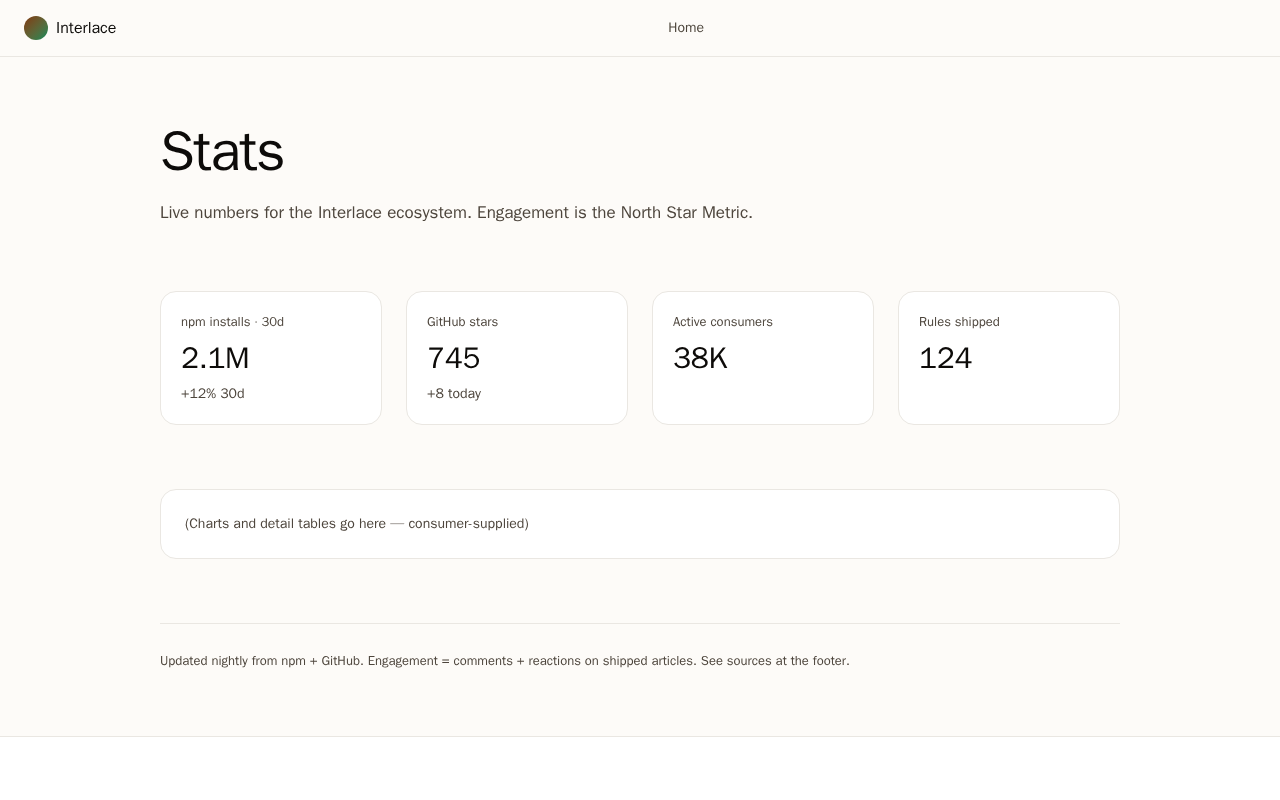 Interlace
Home
Stats
Live numbers for the Interlace ecosystem. Engagement is the North Star Metric.
npm installs · 30d
2.1M
+12% 30d
GitHub stars
745
+8 today
Active consumers
38K
Rules shipped
124
(Charts and detail tables go here — consumer-supplied)
Updated nightly from npm + GitHub. Engagement = comments + reactions on shipped articles. See sources at the footer.